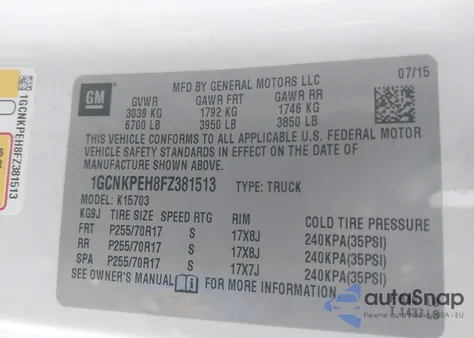 1GCNKPEH8FZ381513
GM
MFD BY GENERAL MOTORS LLC
07/15
GVWR GAWR FRT GAWR RR
3039 KG 1792 KG 1746 KG
6700 LB 3950 LB 3850 LB
THIS VEHICLE CONFORMS TO ALL APPLICABLE U.S. FEDERAL MOTOR
VEHICLE SAFETY STANDARDS IN EFFECT ON THE DATE OF
MANUFACTURE SHOWN ABOVE.
1GCNKPEH8FZ381513 TYPE: TRUCK
MODEL: K15703
KG9J TIRE SIZE SPEED RTG RIM COLD TIRE PRESSURE
FRT P255/70R17 S 17X8J 240KPA(35PSI)
RR P255/70R17 S 17X8J 240KPA(35PSI)
SPA P255/70R17 S 17X7J 240KPA(35PSI)
SEE OWNER'S MANUAL FOR MORE INFORMATION
autoSnap
Pewne auto z USA i EU